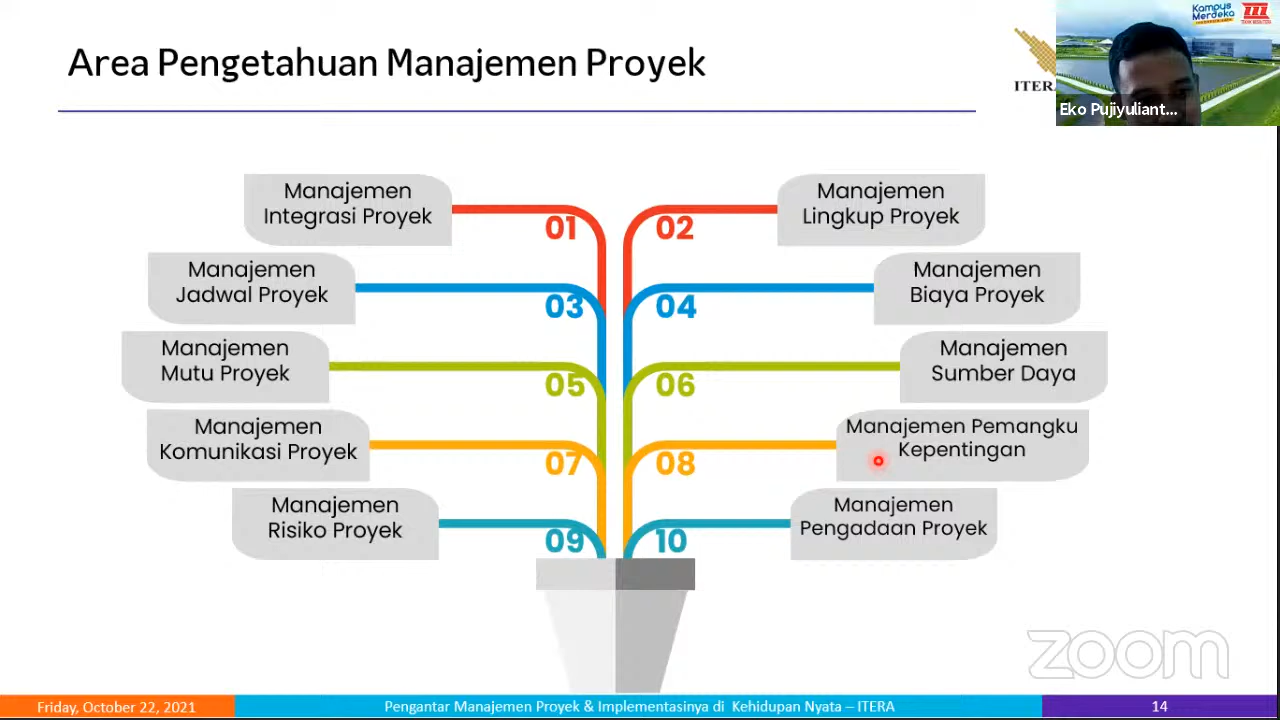 Area Pengetahuan Manajemen Proyek
ITERA
Kampus
Merdeka
Eko Pujiyuliant...
Manajemen
Integrasi Proyek
01
02
Manajemen
Lingkup Proyek
Manajemen
Jadwal Proyek
03
04
Manajemen
Biaya Proyek
Manajemen
Mutu Proyek
05
06
Manajemen
Sumber Daya
Manajemen
Komunikasi Proyek
07
08
Manajemen Pemangku
Kepentingan
Manajemen
Risiko Proyek
09
10
Manajemen
Pengadaan Proyek
zoom
Friday, October 22, 2021
Pengantar Manajemen Proyek & Implementasinya di Kehidupan Nyata – ITERA
14